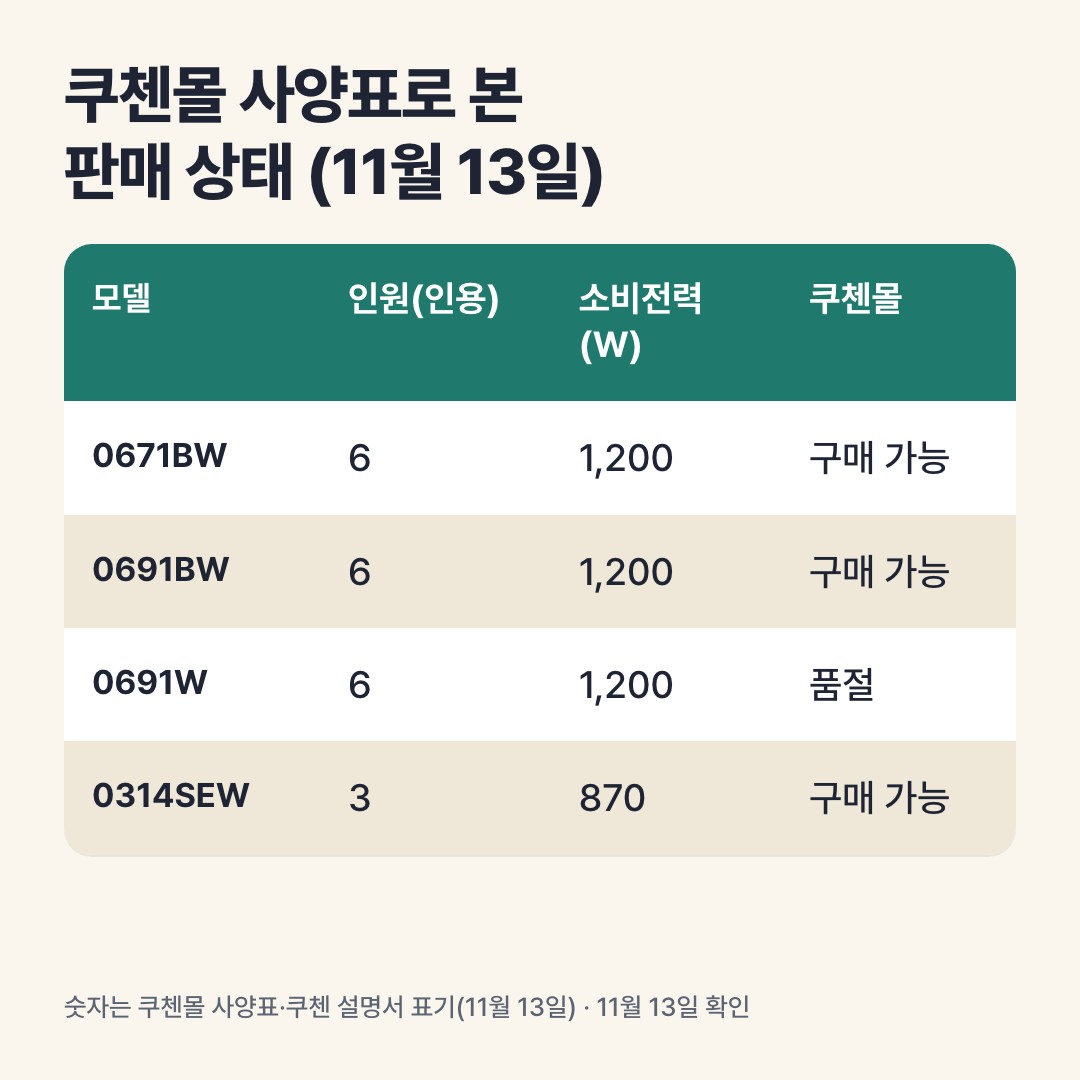 쿠첸몰 사양표로 본
판매 상태 (11월 13일)
모델 인원(인용) 소비전력 (W) 쿠첸몰
0671BW 6 1,200 구매 가능
0691BW 6 1,200 구매 가능
0691W 6 1,200 품절
0314SEW 3 870 구매 가능
숫자는 쿠첸몰 사양표·쿠첸 설명서 표기(11월 13일) · 11월 13일 확인